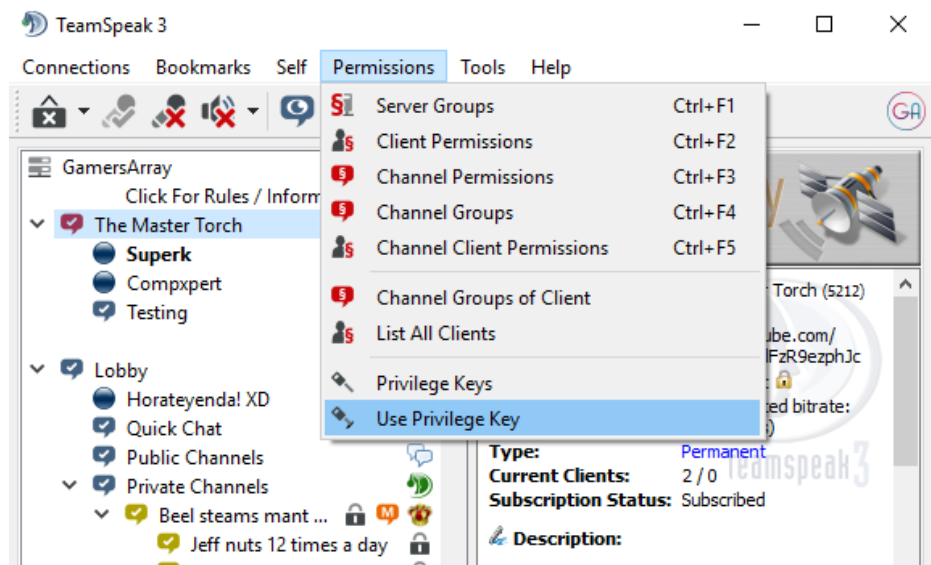 TeamSpeak 3
Connections Bookmarks Self Permissions Tools Help
GA
Server Groups Ctrl+F1
Client Permissions Ctrl+F2
Channel Permissions Ctrl+F3
Channel Groups Ctrl+F4
Channel Client Permissions Ctrl+F5
Channel Groups of Client
List All Clients
Privilege Keys
Use Privilege Key
GamersArray
Click For Rules / Inform
The Master Torch
Superk
Compxpert
Testing
Lobby
Horateyenda! XD
Quick Chat
Public Channels
Private Channels
Beel steams mant ...
M
Jeff nuts 12 times a day
Torch (5212)
ube.com/
FzR9ezphJc
:
ed bitrate:
)
Type: Permanent
Current Clients: 2 / 0
Subscription Status: Subscribed
Description:
teamspeak 3